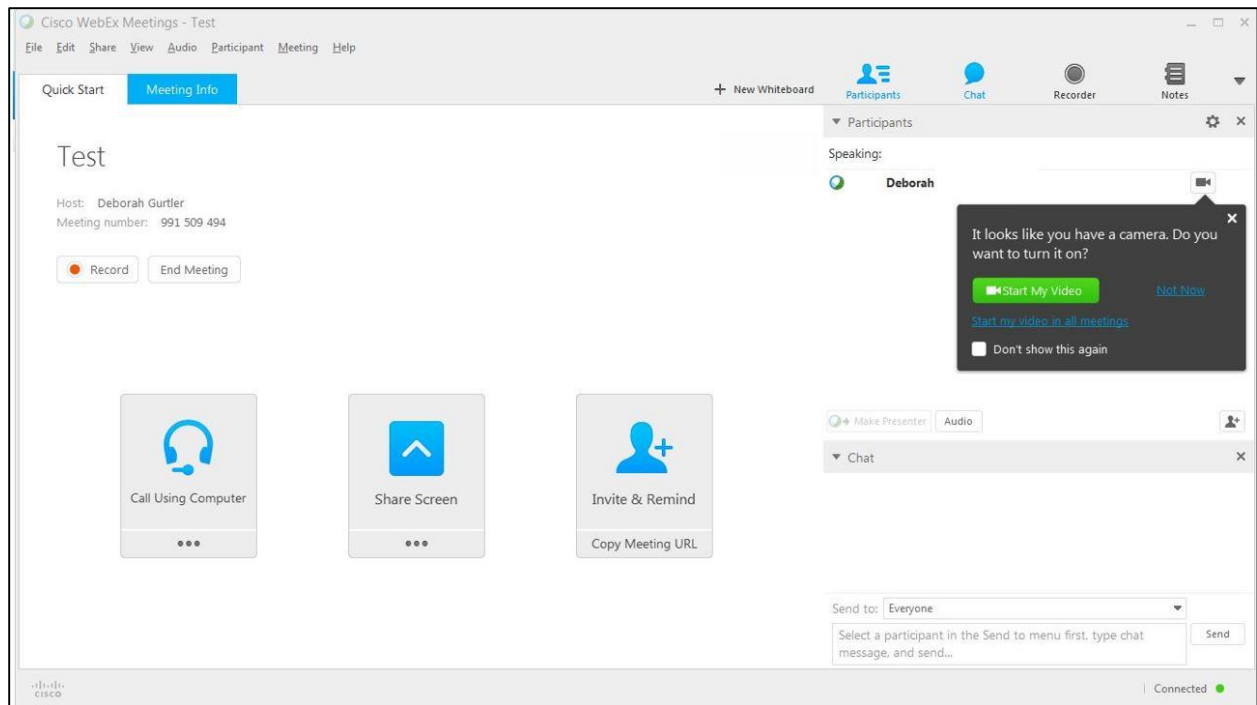 Cisco WebEx Meetings - Test
File Edit Share View Audio Participant Meeting Help
Quick Start
Meeting Info
+ New Whiteboard
Participants
Chat
Recorder
Notes
Test
Host: Deborah Gurtler
Meeting number: 991 509 494
Record
End Meeting
Call Using Computer
Share Screen
Invite & Remind
Copy Meeting URL
Participants
Speaking:
Deborah
It looks like you have a camera. Do you
want to turn it on?
Start My Video
Not Now
Start my video in all meetings
Don't show this again
Make Presenter
Audio
Chat
Send to: Everyone
Select a participant in the Send to menu first, type chat
message, and send...
Send
CISCO
Connected